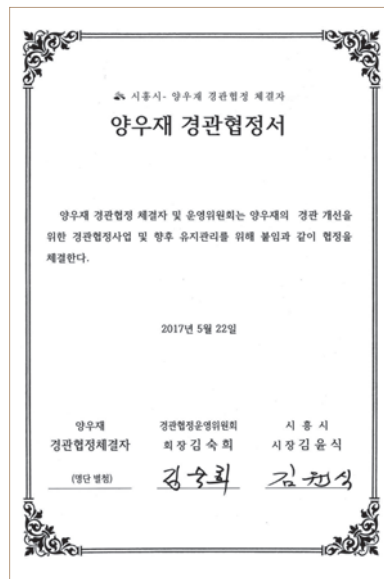 시흥시- 양우재 경관협정 체결자
양우재 경관협정서
양우재 경관협정 체결자 및 운영위원회는 양우재의 경관 개선을
위한 경관협정사업 및 향후 유지관리를 위해 붙임과 같이 협정을
체결한다.
2017년 5월 22일
양우재
경관협정체결자
(명단 별첨)
경관협정운영위원회
회장 김숙희
김숙희
시 흥 시
시장 김윤식
김윤식